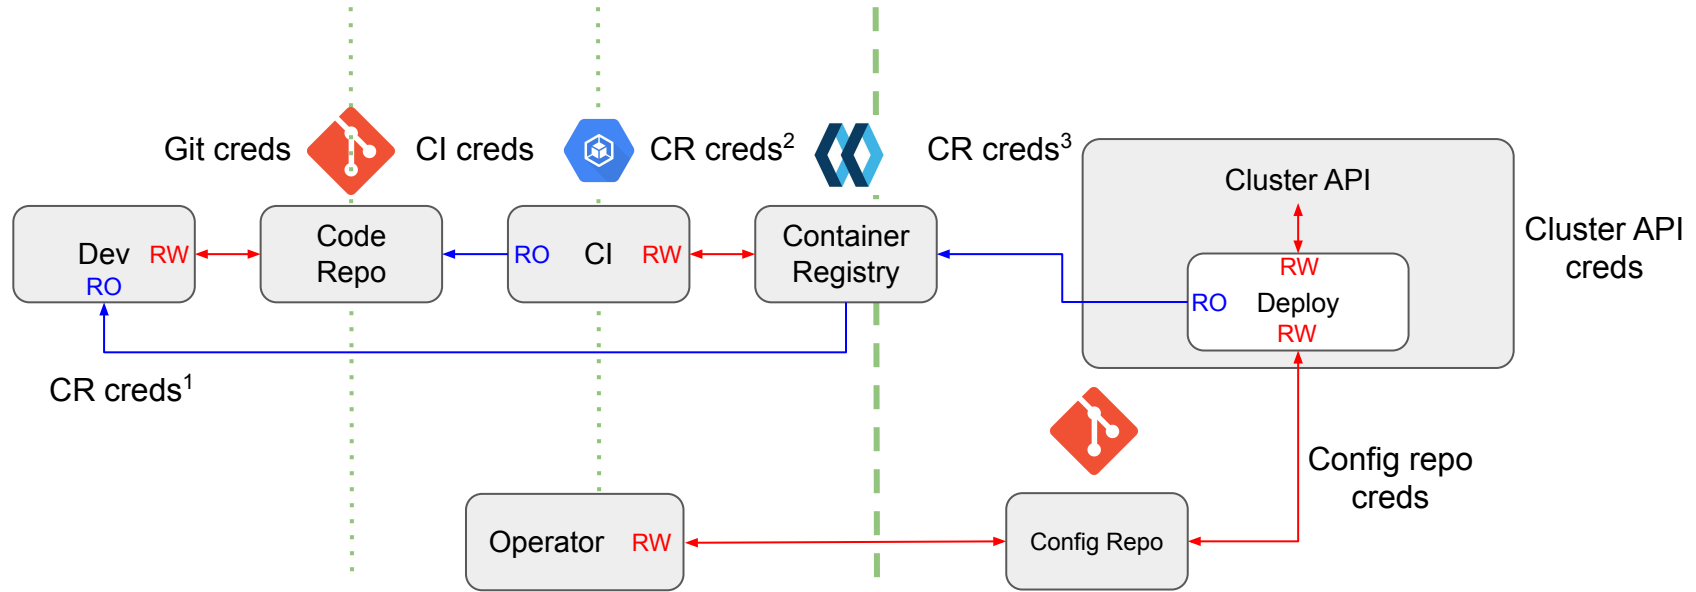 Git creds
CI creds
CR creds²
CR creds³
Cluster API
Cluster API
creds
Dev
RW
RO
Code
Repo
RO
CI
RW
Container
Registry
RW
RO
Deploy
RW
CR creds¹
Config repo
creds
Operator
RW
Config Repo